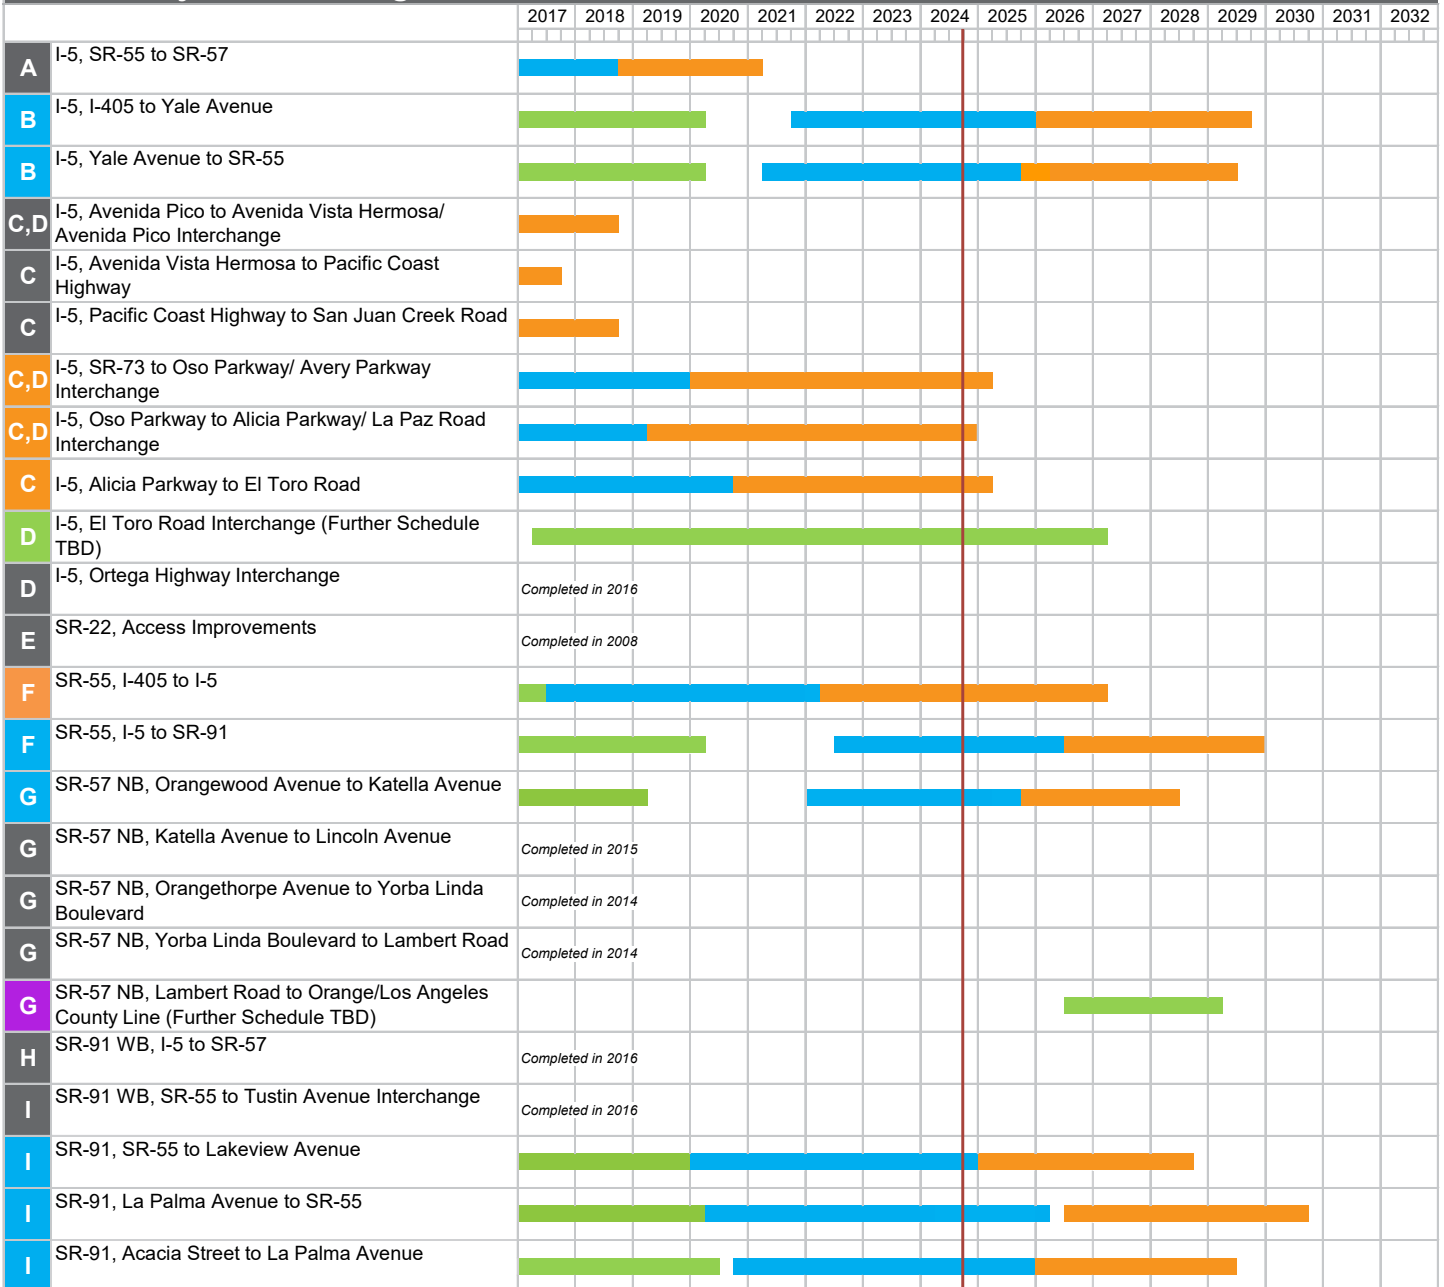 2017 2018 2019 2020 2021 2022 2023 2024 2025 2026 2027 2028 2029 2030 2031 2032
A I-5, SR-55 to SR-57
B I-5, I-405 to Yale Avenue
B I-5, Yale Avenue to SR-55
C,D I-5, Avenida Pico to Avenida Vista Hermosa/
Avenida Pico Interchange
C I-5, Avenida Vista Hermosa to Pacific Coast
Highway
C I-5, Pacific Coast Highway to San Juan Creek Road
C,D I-5, SR-73 to Oso Parkway/ Avery Parkway
Interchange
C,D I-5, Oso Parkway to Alicia Parkway/ La Paz Road
Interchange
C I-5, Alicia Parkway to El Toro Road
D I-5, El Toro Road Interchange (Further Schedule
TBD)
D I-5, Ortega Highway Interchange Completed in 2016
E SR-22, Access Improvements Completed in 2008
F SR-55, I-405 to I-5
F SR-55, I-5 to SR-91
G SR-57 NB, Orangewood Avenue to Katella Avenue
G SR-57 NB, Katella Avenue to Lincoln Avenue Completed in 2015
G SR-57 NB, Orangethorpe Avenue to Yorba Linda
Boulevard Completed in 2014
G SR-57 NB, Yorba Linda Boulevard to Lambert Road Completed in 2014
G SR-57 NB, Lambert Road to Orange/Los Angeles
County Line (Further Schedule TBD)
H SR-91 WB, I-5 to SR-57 Completed in 2016
I SR-91 WB, SR-55 to Tustin Avenue Interchange Completed in 2016
I SR-91, SR-55 to Lakeview Avenue
I SR-91, La Palma Avenue to SR-55
I SR-91, Acacia Street to La Palma Avenue